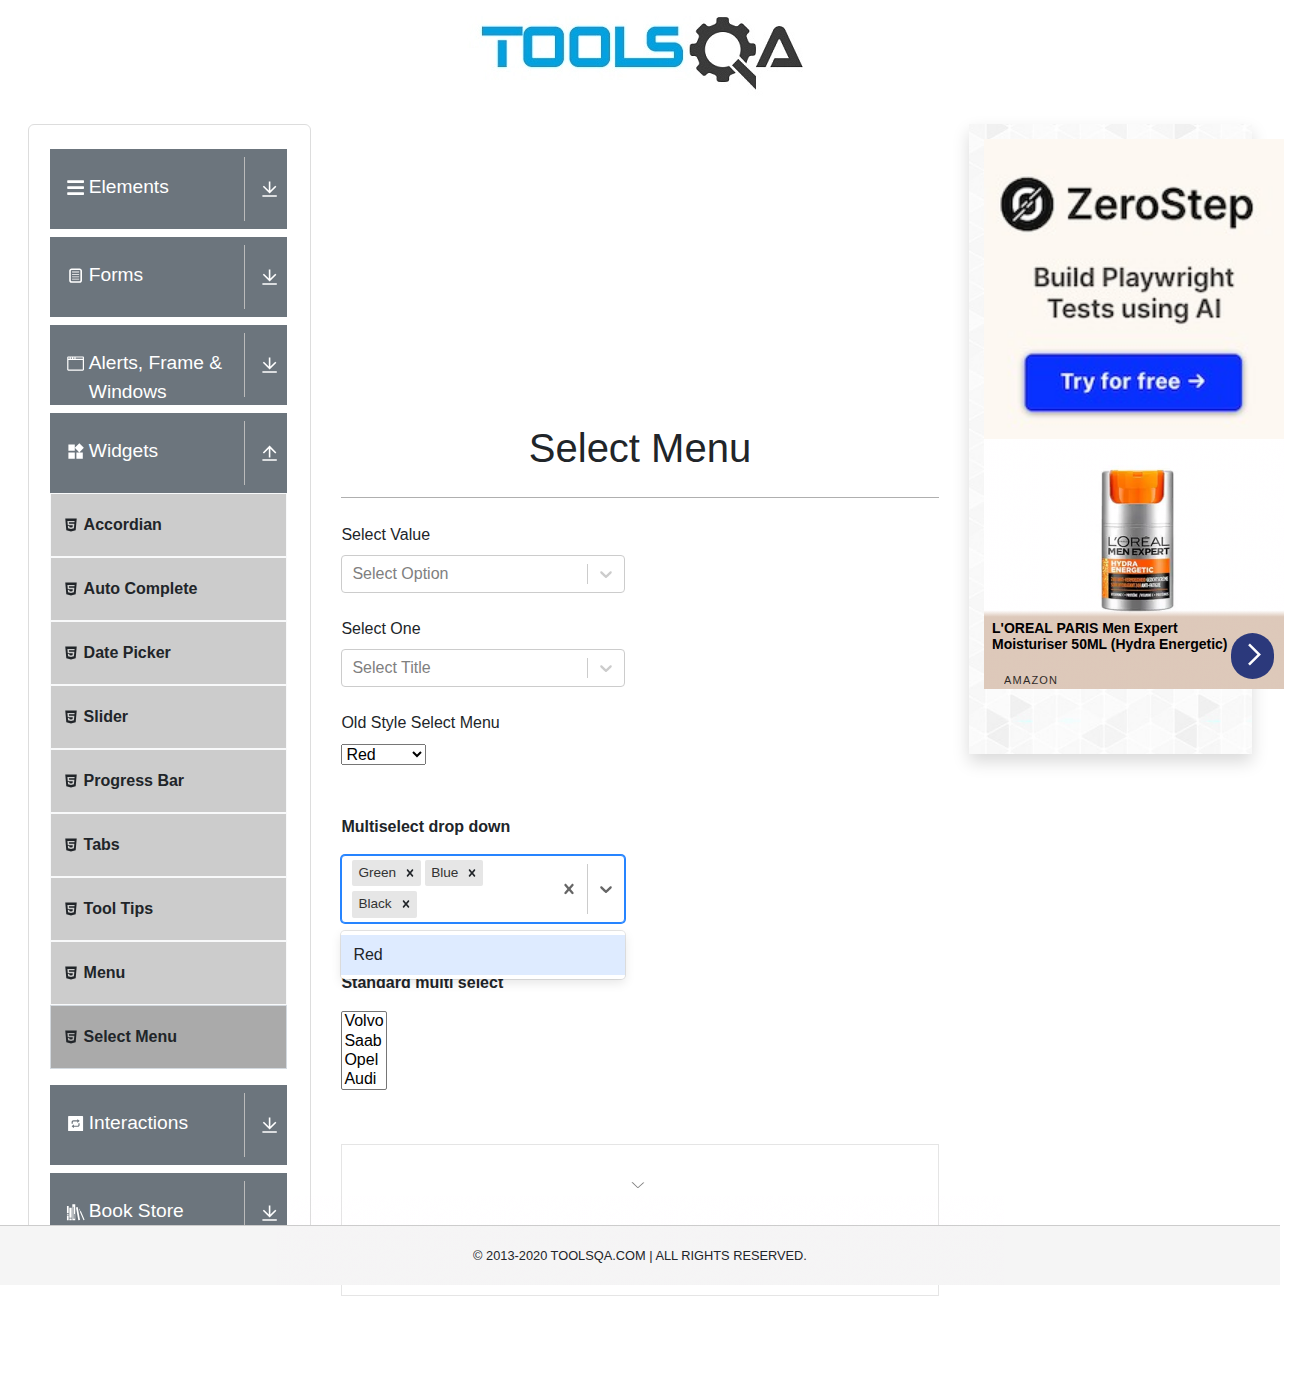 TOOLSQA
Elements
Forms
Alerts, Frame &
Windows
Widgets
Accordian
Auto Complete
Date Picker
Slider
Progress Bar
Tabs
Tool Tips
Menu
Select Menu
Interactions
Book Store
Select Menu
Select Value
Select Option
Select One
Select Title
Old Style Select Menu
Red
Multiselect drop down
Green
Blue
Black
Red
Standard multi select
Volvo
Saab
Opel
Audi
ZeroStep
Build Playwright
Tests using AI
Try for free →
L'OREAL
MEN EXPERT
HYDRA
ENERGETIC
L'OREAL PARIS Men Expert
Moisturiser 50ML (Hydra Energetic)
AMAZON
© 2013-2020 TOOLSQA.COM | ALL RIGHTS RESERVED.